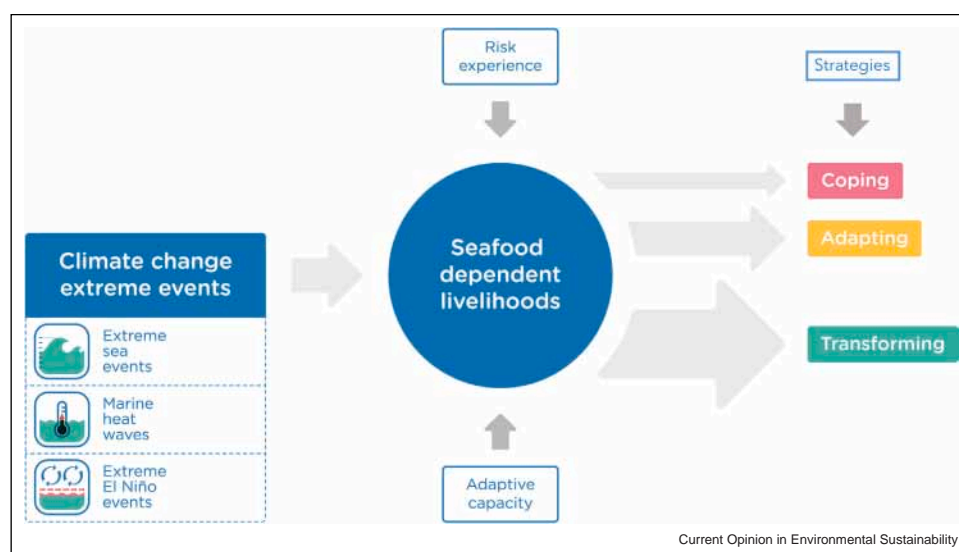 Risk
experience
Strategies
Coping
Adapting
Transforming
Seafood
dependent
livelihoods
Climate change
extreme events
Extreme
sea
events
Marine
heat
waves
Extreme
El Niño
events
Adaptive
capacity
Current Opinion in Environmental Sustainability